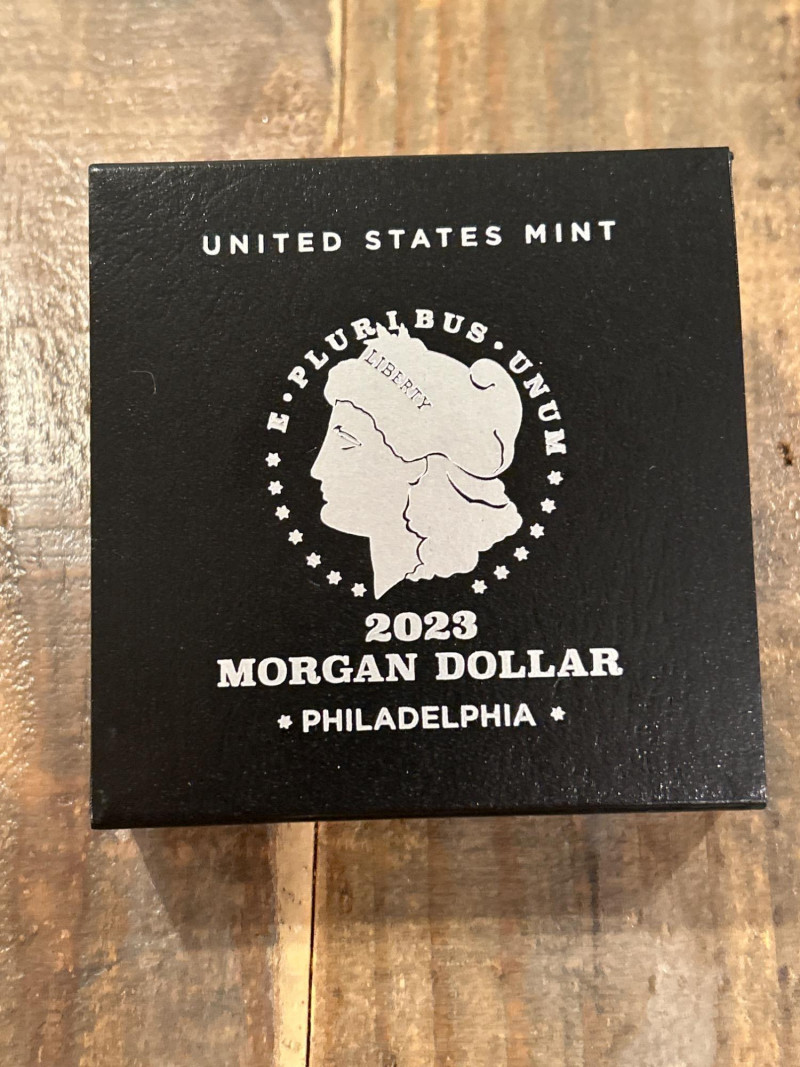 UNITED STATES MINT
E • PLURIBUS • UNUM
LIBERTY
2023
MORGAN DOLLAR
* PHILADELPHIA *